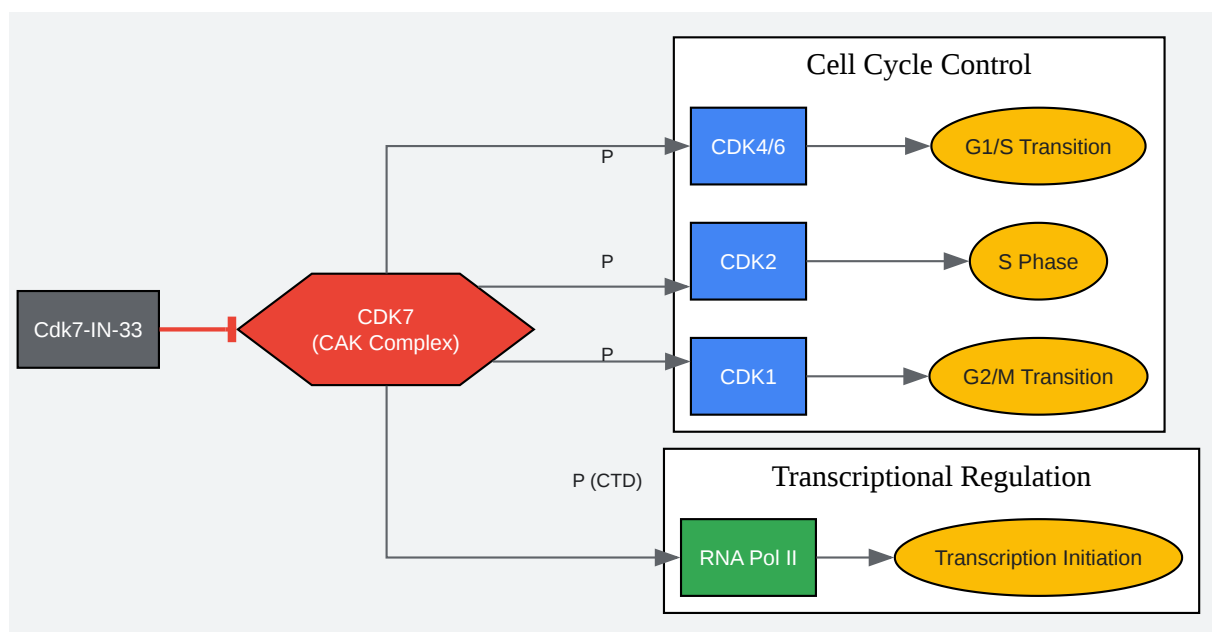 Cell Cycle Control
P
CDK4/6
G1/S Transition
P
CDK2
S Phase
Cdk7-IN-33
CDK7
(CAK Complex)
P
CDK1
G2/M Transition
P (CTD)
Transcriptional Regulation
RNA Pol II
Transcription Initiation